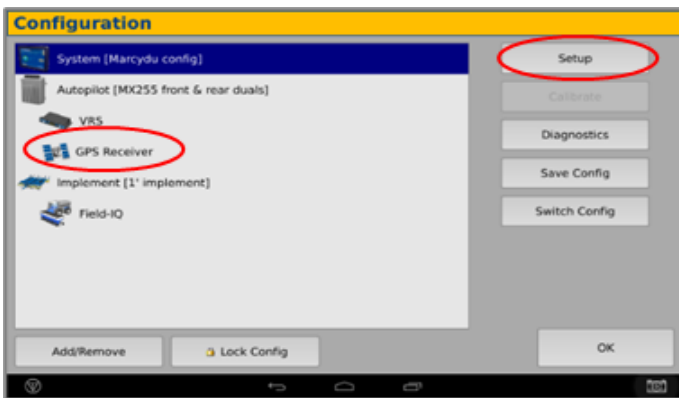 Configuration
System [Marcydu config]
Setup
Autopilot [MX255 front & rear duals]
Calibrate
VRS
Diagnostics
GPS Receiver
Save Config
Implement [1' implement]
Switch Config
Field-IQ
Add/Remove
Lock Config
OK